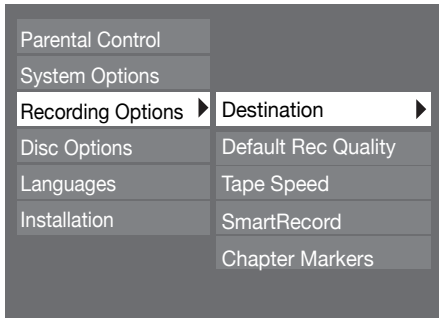 Parental Control
System Options
Recording Options
Disc Options
Languages
Installation
Destination
Default Rec Quality
Tape Speed
SmartRecord
Chapter Markers